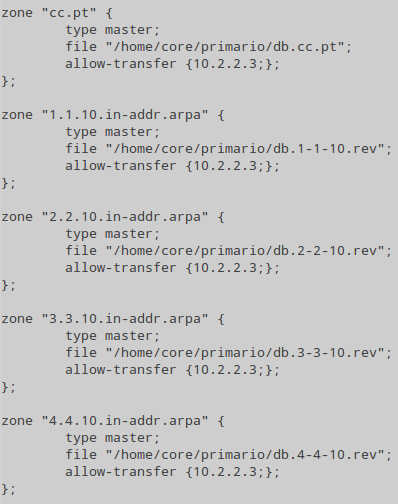 zone "cc.pt" {
        type master;
        file "/home/core/primario/db.cc.pt";
        allow-transfer {10.2.2.3;};
};

zone "1.1.10.in-addr.arpa" {
        type master;
        file "/home/core/primario/db.1-1-10.rev";
        allow-transfer {10.2.2.3;};
};

zone "2.2.10.in-addr.arpa" {
        type master;
        file "/home/core/primario/db.2-2-10.rev";
        allow-transfer {10.2.2.3;};
};

zone "3.3.10.in-addr.arpa" {
        type master;
        file "/home/core/primario/db.3-3-10.rev";
        allow-transfer {10.2.2.3;};
};

zone "4.4.10.in-addr.arpa" {
        type master;
        file "/home/core/primario/db.4-4-10.rev";
        allow-transfer {10.2.2.3;};
};